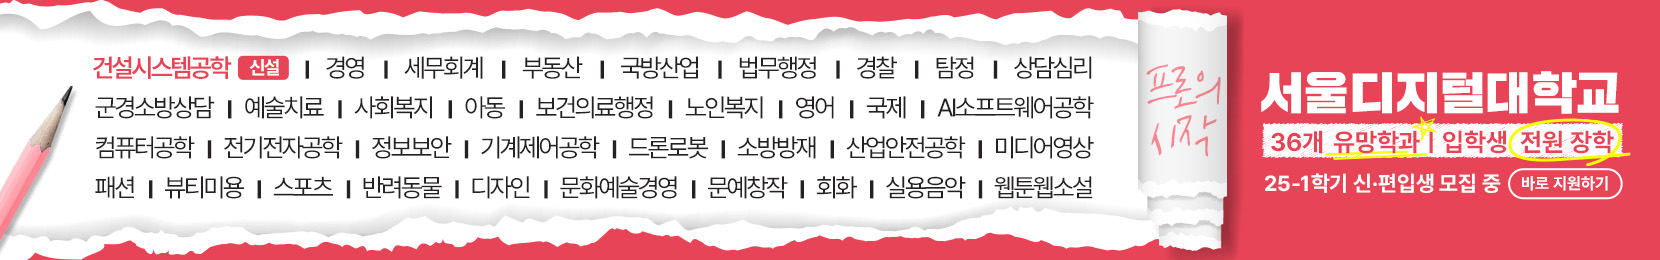 건설시스템공학 신설 | 경영 | 세무회계 | 부동산 | 국방산업 | 법무행정 | 경찰 | 탐정 | 상담심리
군경소방상담 | 예술치료 | 사회복지 | 아동 | 보건의료행정 | 노인복지 | 영어 | 국제 | AI소프트웨어공학
컴퓨터공학 | 전기전자공학 | 정보보안 | 기계제어공학 | 드론로봇 | 소방방재 | 산업안전공학 | 미디어영상
패션 | 뷰티미용 | 스포츠 | 반려동물 | 디자인 | 문화예술경영 | 문예창작 | 회화 | 실용음악 | 웹툰웹소설
프로의
시작
서울디지털대학교
36개 유망학과 | 입학생 전원 장학
25-1학기 신·편입생 모집 중 바로 지원하기